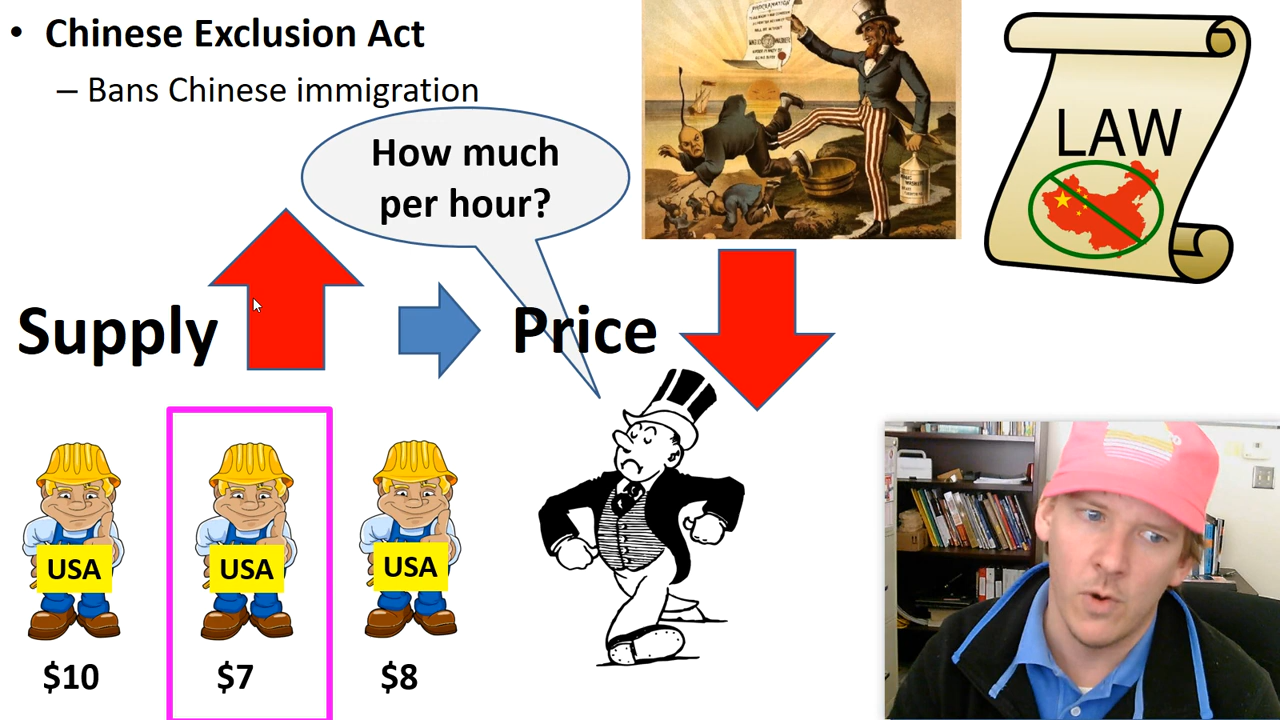 • Chinese Exclusion Act
– Bans Chinese immigration
How much
per hour?
LAW
Supply
Price
USA
USA
USA
$10
$7
$8